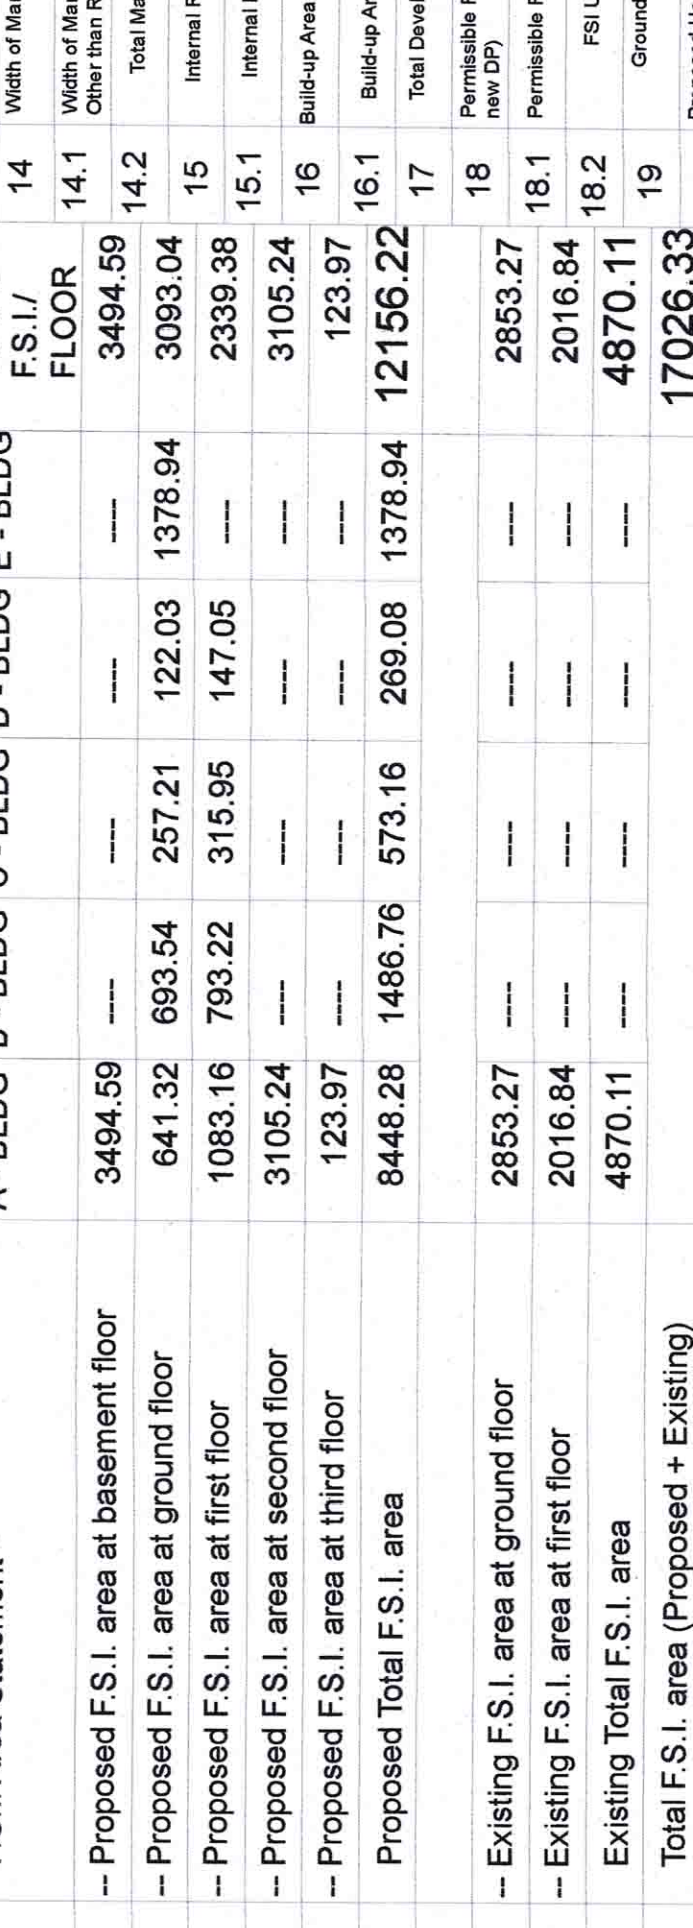 A - BLDG B - BLDG C - BLDG D - BLDG E - BLDG F.S.I./ 14 Width of Mar
FLOOR 14.1 Width of Mar
Other than R
-- Proposed F.S.I. area at basement floor 3494.59 ---- ---- ---- ---- 3494.59 14.2 Total Ma
-- Proposed F.S.I. area at ground floor 641.32 693.54 257.21 122.03 1378.94 3093.04 15 Internal R
-- Proposed F.S.I. area at first floor 1083.16 793.22 315.95 147.05 ---- 2339.38 15.1 Internal
-- Proposed F.S.I. area at second floor 3105.24 ---- ---- ---- ---- 3105.24 16 Build-up Area
-- Proposed F.S.I. area at third floor 123.97 ---- ---- ---- ---- 123.97 16.1 Build-up Ar
Proposed Total F.S.I. area 8448.28 1486.76 573.16 269.08 1378.94 12156.22 17 Total Devel
18 Permissible F
new DP)
-- Existing F.S.I. area at ground floor 2853.27 ---- ---- ---- ---- 2853.27 18.1 Permissible F
-- Existing F.S.I. area at first floor 2016.84 ---- ---- ---- ---- 2016.84 18.2 FSI U
Existing Total F.S.I. area 4870.11 ---- ---- ---- ---- 4870.11 19 Ground
Total F.S.I. area (Proposed + Existing) 17026.33